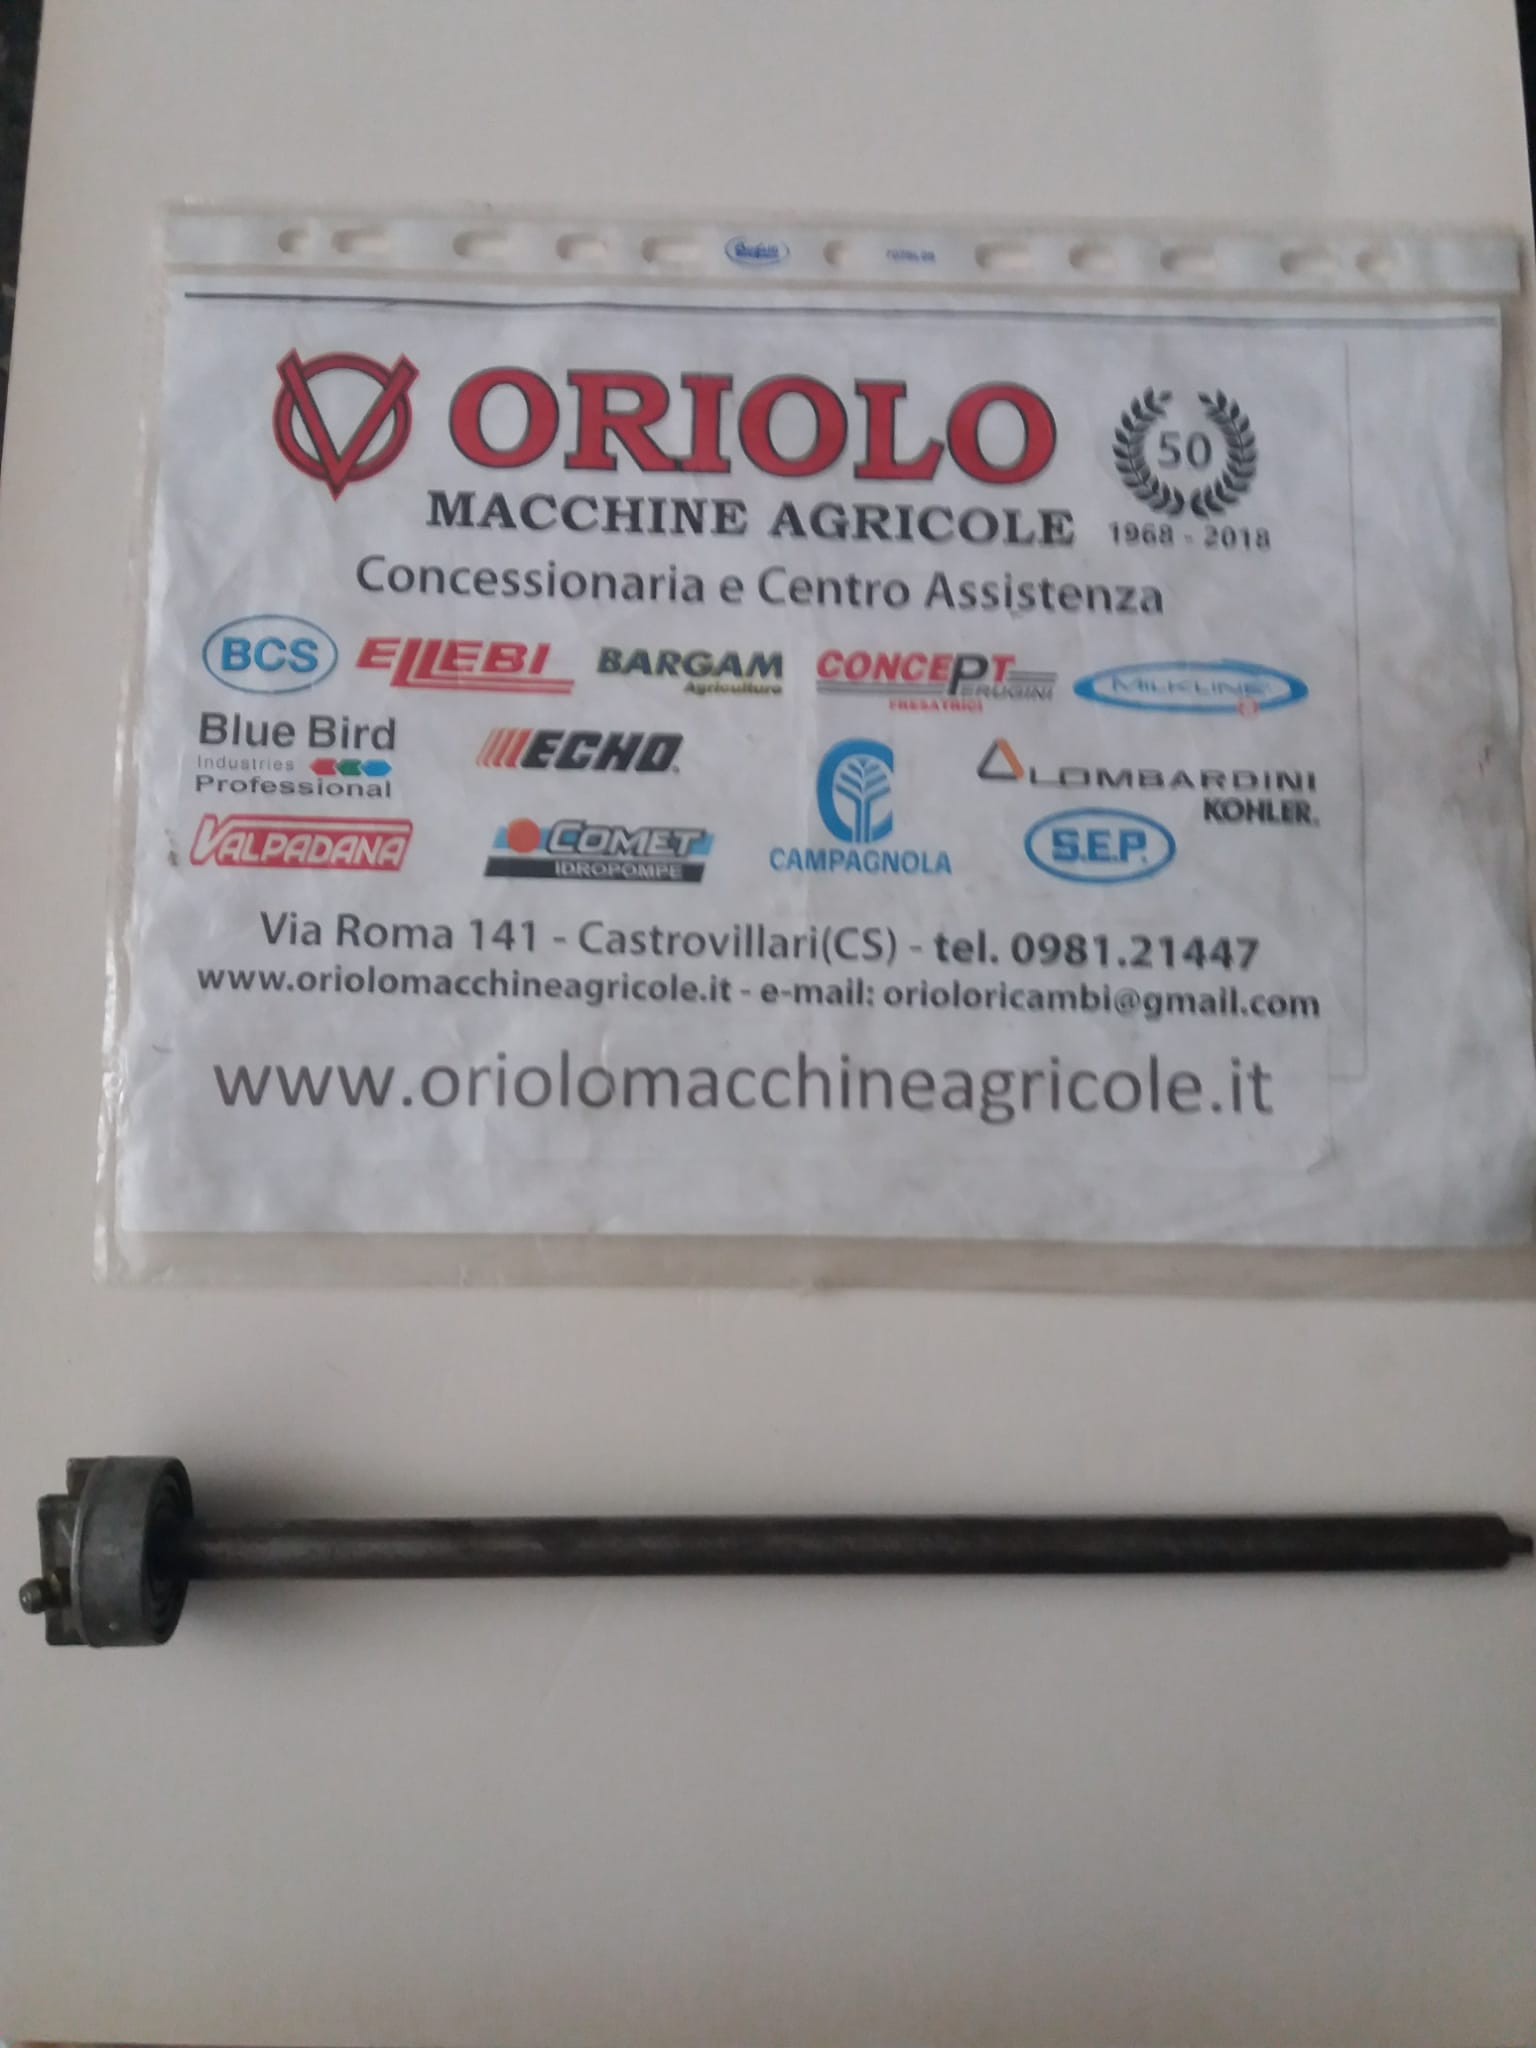 ORIOLO
50
MACCHINE AGRICOLE
1968 - 2018
Concessionaria e Centro Assistenza
BCS ELLEBI BARGAM CONCEPT MILKLINE
Agricoltura PERUGINI
FRESATRICI
Blue Bird ECHO
Industries LOMBARDINI
Professional KOHLER.
VALPADANA COMET CAMPAGNOLA S.E.P.
IDROPOMPE
Via Roma 141 - Castrovillari(CS) - tel. 0981.21447
www.oriolomacchineagricole.it - e-mail: orioloricambi@gmail.com
www.oriolomacchineagricole.it